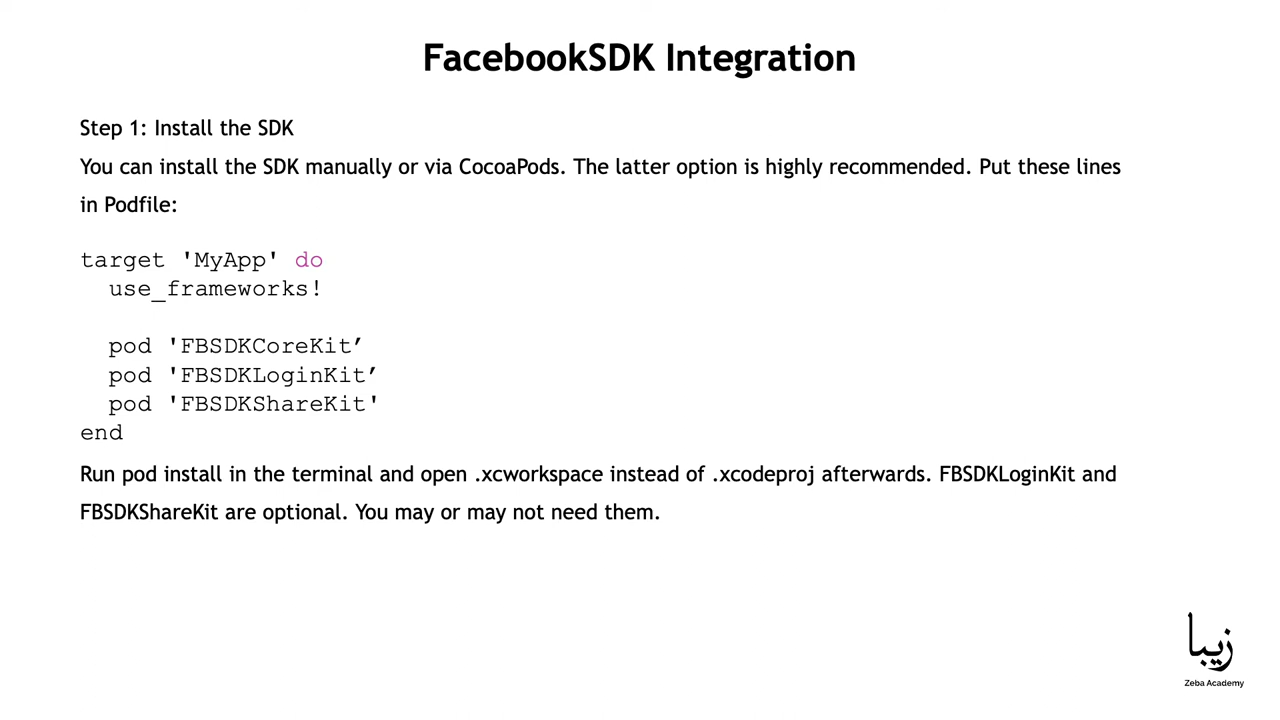 FacebookSDK Integration
Step 1: Install the SDK
You can install the SDK manually or via CocoaPods. The latter option is highly recommended. Put these lines
in Podfile:
target 'MyApp' do
  use_frameworks!
  pod 'FBSDKCoreKit’
  pod 'FBSDKLoginKit’
  pod 'FBSDKShareKit'
end
Run pod install in the terminal and open .xcworkspace instead of .xcodeproj afterwards. FBSDKLoginKit and
FBSDKShareKit are optional. You may or may not need them.
زیبا
Zeba Academy